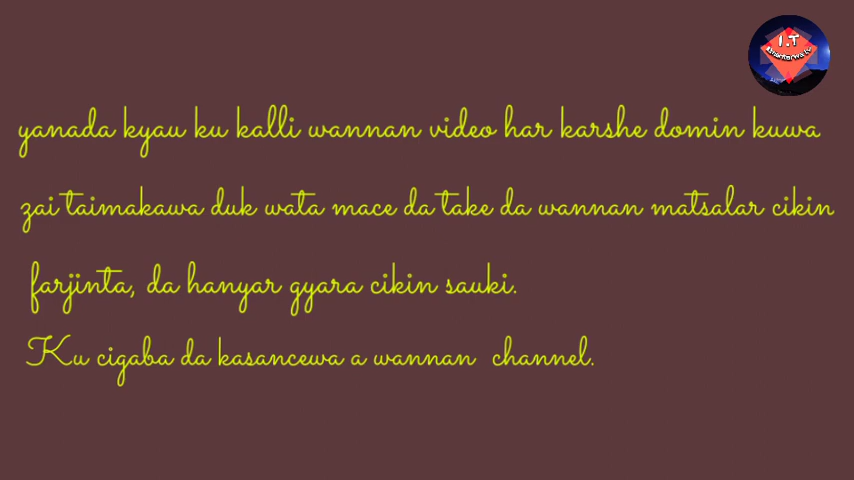 I.T
yanada kyau ku kalli wannan video har karshe domin kuwa
zai taimakawa duk wata mace da take da wannan matsalar cikin
farjinta, da hanyar gyara cikin sauki.
Ku cigaba da kasancewa a wannan channel.